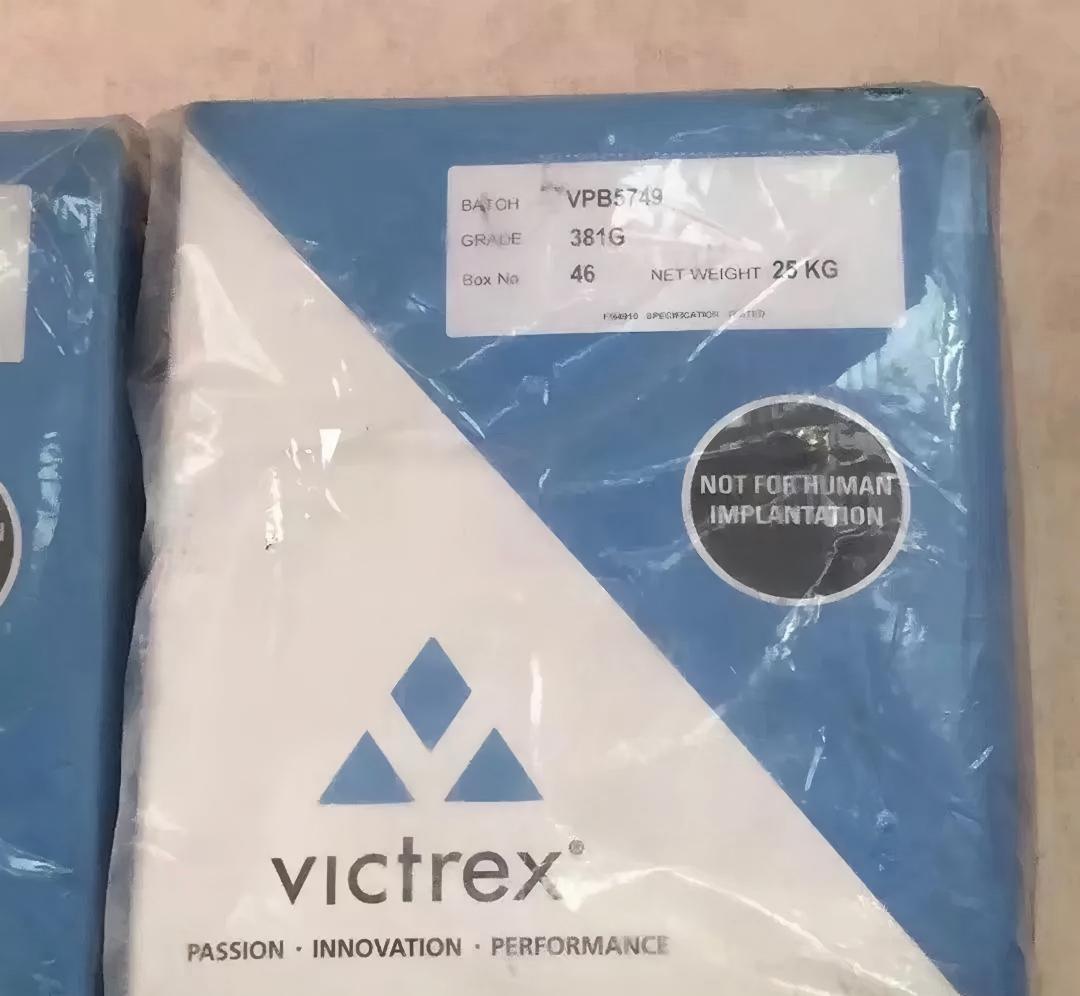 BATCH VPB5749
GRADE 381G
Box No 46 NET WEIGHT 25 KG
SPECIFICATION
NOT FOR HUMAN
IMPLANTATION
victrex®
PASSION · INNOVATION · PERFORMANCE